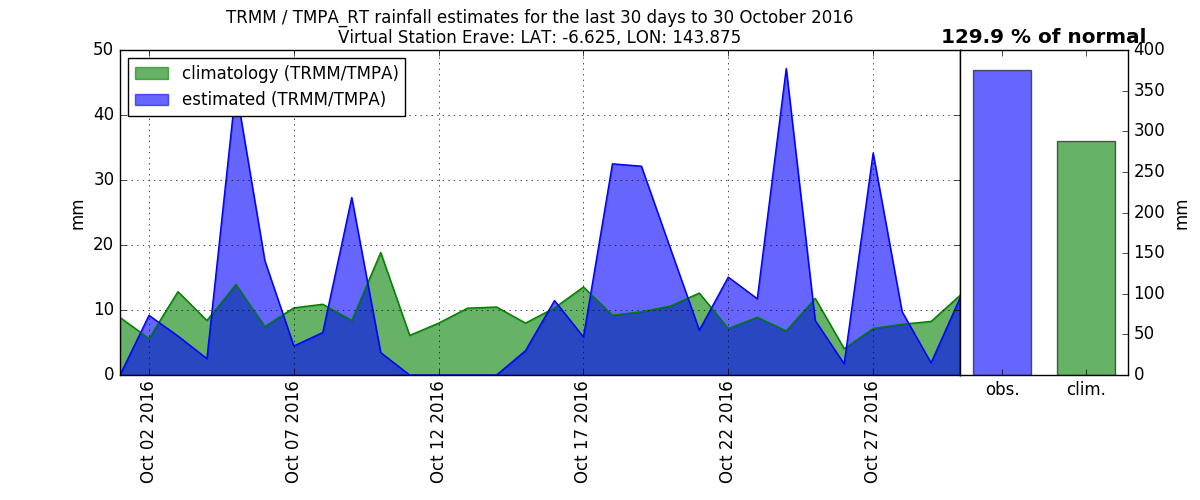 TRMM / TMPA_RT rainfall estimates for the last 30 days to 30 October 2016
Virtual Station Erave: LAT: -6.625, LON: 143.875
129.9 % of normal
climatology (TRMM/TMPA)
estimated (TRMM/TMPA)
50
40
30
20
10
0
mm
Oct 02 2016
Oct 07 2016
Oct 12 2016
Oct 17 2016
Oct 22 2016
Oct 27 2016
obs.
clim.
400
350
300
250
200
150
100
50
0
mm